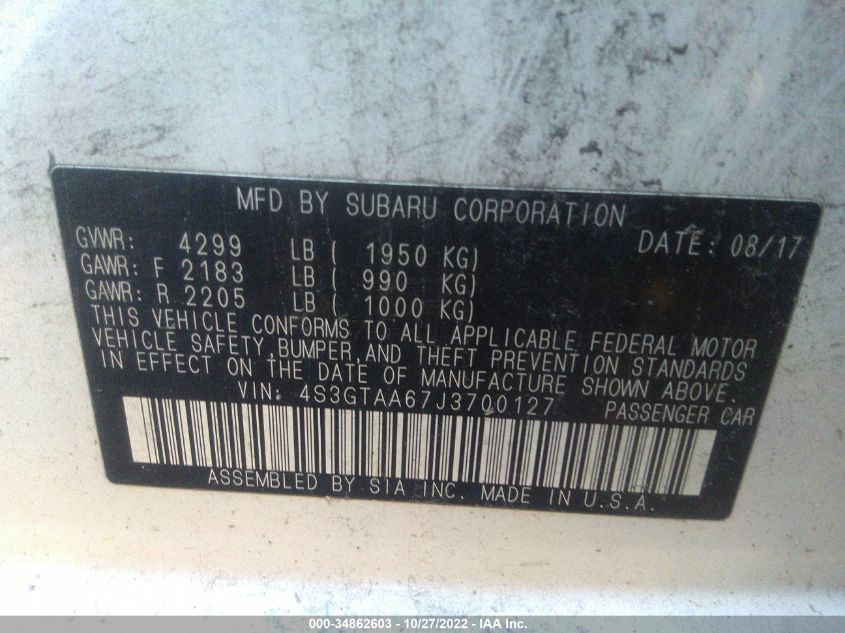 MFD BY SUBARU CORPORATION
DATE: 08/17
GVWR: 4299 LB ( 1950 KG)
GAWR: F 2183 LB ( 990 KG)
GAWR: R 2205 LB ( 1000 KG)
THIS VEHICLE CONFORMS TO ALL APPLICABLE FEDERAL MOTOR
VEHICLE SAFETY,BUMPER,AND THEFT PREVENTION STANDARDS
IN EFFECT ON THE DATE OF MANUFACTURE SHOWN ABOVE.
VIN: 4S3GTAA67J3700127 PASSENGER CAR
ASSEMBLED BY SIA INC. MADE IN U.S.A.
000-34862603 - 10/27/2022 - IAA Inc.